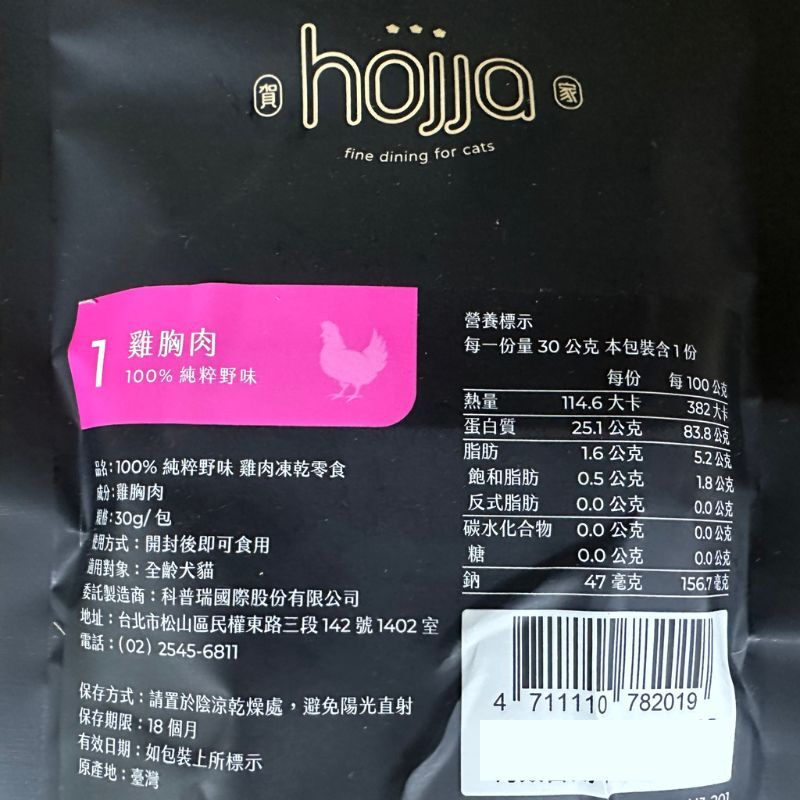 賀 hojja 家
fine dining for cats
1 雞胸肉
100% 純粹野味
品名:100% 純粹野味 雞肉凍乾零食
成分:雞胸肉
規格:30g/ 包
使用方式:開封後即可食用
適用對象:全齡犬貓
委託製造商:科普瑞國際股份有限公司
地址:台北市松山區民權東路三段 142 號 1402 室
電話:(02) 2545-6811
保存方式:請置於陰涼乾燥處,避免陽光直射
保存期限:18 個月
有效日期:如包裝上所標示
原產地:臺灣
營養標示
每一份量 30 公克 本包裝含 1 份
每份 每 100 公克
熱量 114.6 大卡 382 大卡
蛋白質 25.1 公克 83.8 公克
脂肪 1.6 公克 5.2 公克
飽和脂肪 0.5 公克 1.8 公克
反式脂肪 0.0 公克 0.0 公克
碳水化合物 0.0 公克 0.0 公克
糖 0.0 公克 0.0 公克
鈉 47 毫克 156.7 毫克
4 711110 782019